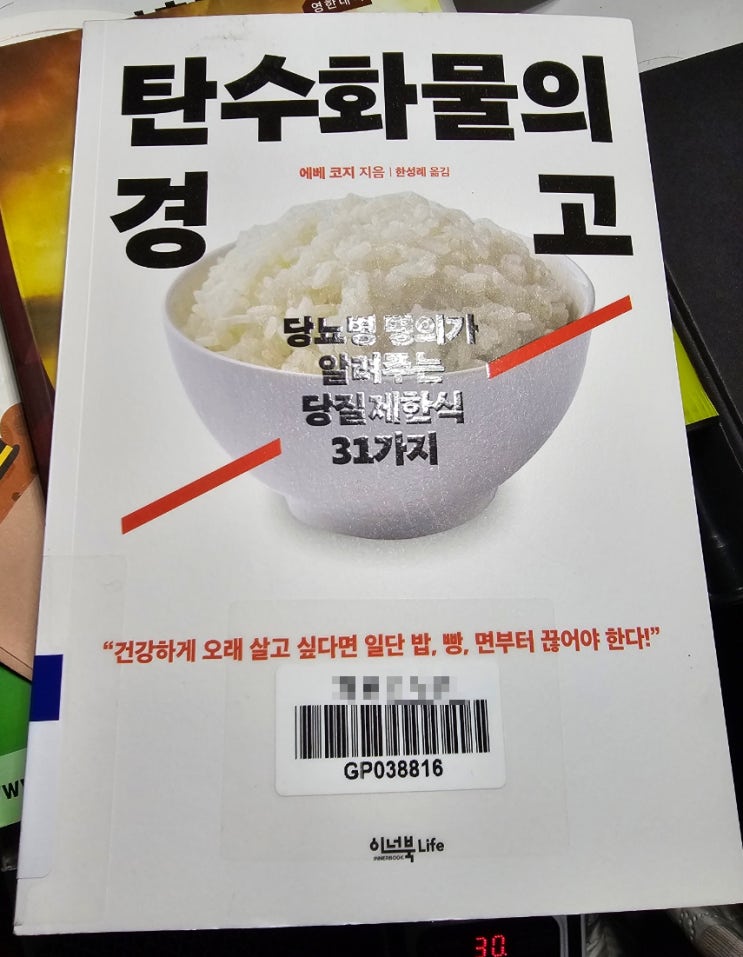 탄수화물의
경 고
에베 코지 지음 | 한성례 옮김
당뇨병 명의가
알려주는
당질 제한식
31가지
“건강하게 오래 살고 싶다면 일단 밥, 빵, 면부터 끊어야 한다!”
GP038816
이너북 Life
INNERBOOK
30